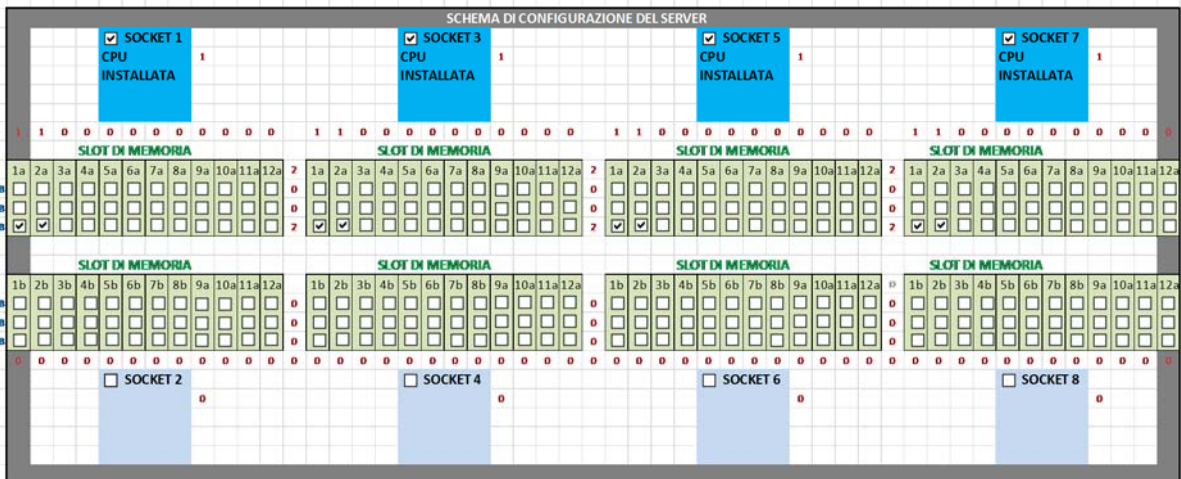 SCHEMA DI CONFIGURAZIONE DEL SERVER
SOCKET 1 SOCKET 3 SOCKET 5 SOCKET 7
CPU 1 CPU 1 CPU 1 CPU 1
INSTALLATA INSTALLATA INSTALLATA INSTALLATA
1 1 0 0 0 0 0 0 0 0 0 0 1 1 0 0 0 0 0 0 0 0 0 0 1 1 0 0 0 0 0 0 0 0 0 0 1 1 0 0 0 0 0 0 0 0 0 0
SLOT DI MEMORIA SLOT DI MEMORIA SLOT DI MEMORIA SLOT DI MEMORIA
1a 2a 3a 4a 5a 6a 7a 8a 9a 10a 11a 12a 2 1a 2a 3a 4a 5a 6a 7a 8a 9a 10a 11a 12a 2 1a 2a 3a 4a 5a 6a 7a 8a 9a 10a 11a 12a 2 1a 2a 3a 4a 5a 6a 7a 8a 9a 10a 11a 12a
B 0 0 0
B 0 0 0
B 2 2 2
SLOT DI MEMORIA SLOT DI MEMORIA SLOT DI MEMORIA SLOT DI MEMORIA
1b 2b 3b 4b 5b 6b 7b 8b 9a 10a 11a 12a 1b 2b 3b 4b 5b 6b 7b 8b 9a 10a 11a 12a 1b 2b 3b 4b 5b 6b 7b 8b 9a 10a 11a 12a 1b 2b 3b 4b 5b 6b 7b 8b 9a 10a 11a 12a
B 0 0 0
B 0 0 0
B 0 0 0
0 0 0 0 0 0 0 0 0 0 0 0 0 0 0 0 0 0 0 0 0 0 0 0 0 0 0 0 0 0 0 0 0 0 0 0 0 0 0 0 0 0 0 0 0 0 0 0
SOCKET 2 SOCKET 4 SOCKET 6 SOCKET 8
0 0 0 0